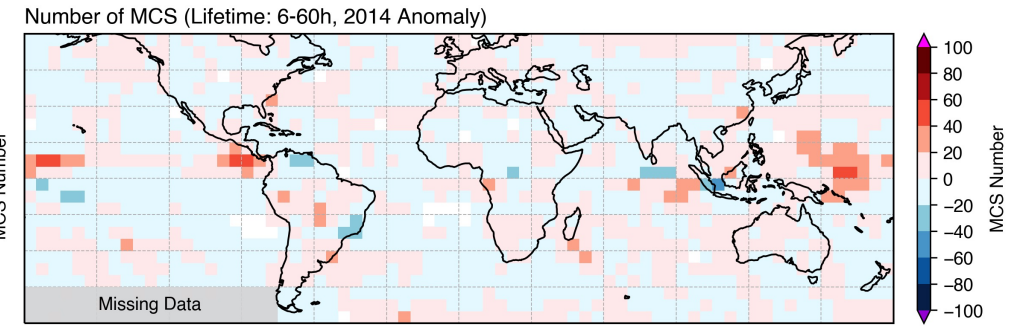 Number of MCS (Lifetime: 6-60h, 2014 Anomaly)
100
80
60
40
20
0
−20
−40
−60
−80
−100
MCS Number
MCS Number
Missing Data